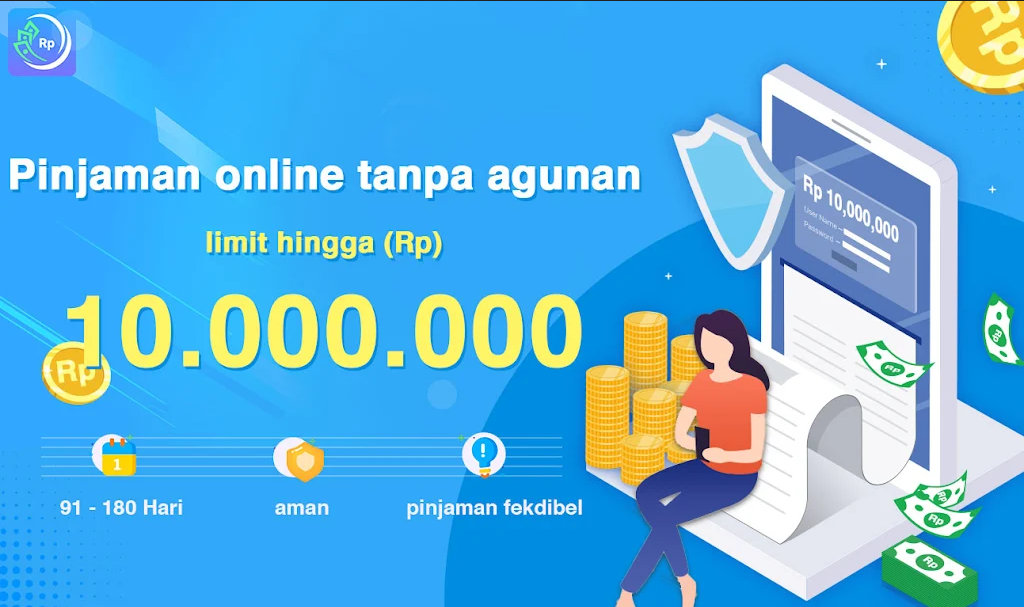 Rp
Rp
Pinjaman online tanpa agunan
limit hingga (Rp)
10.000.000
Rp
91 - 180 Hari
aman
pinjaman fekdibel
1
Rp 10,000,000
User Name
Password
Rp
Rp
Rp
Rp
Rp